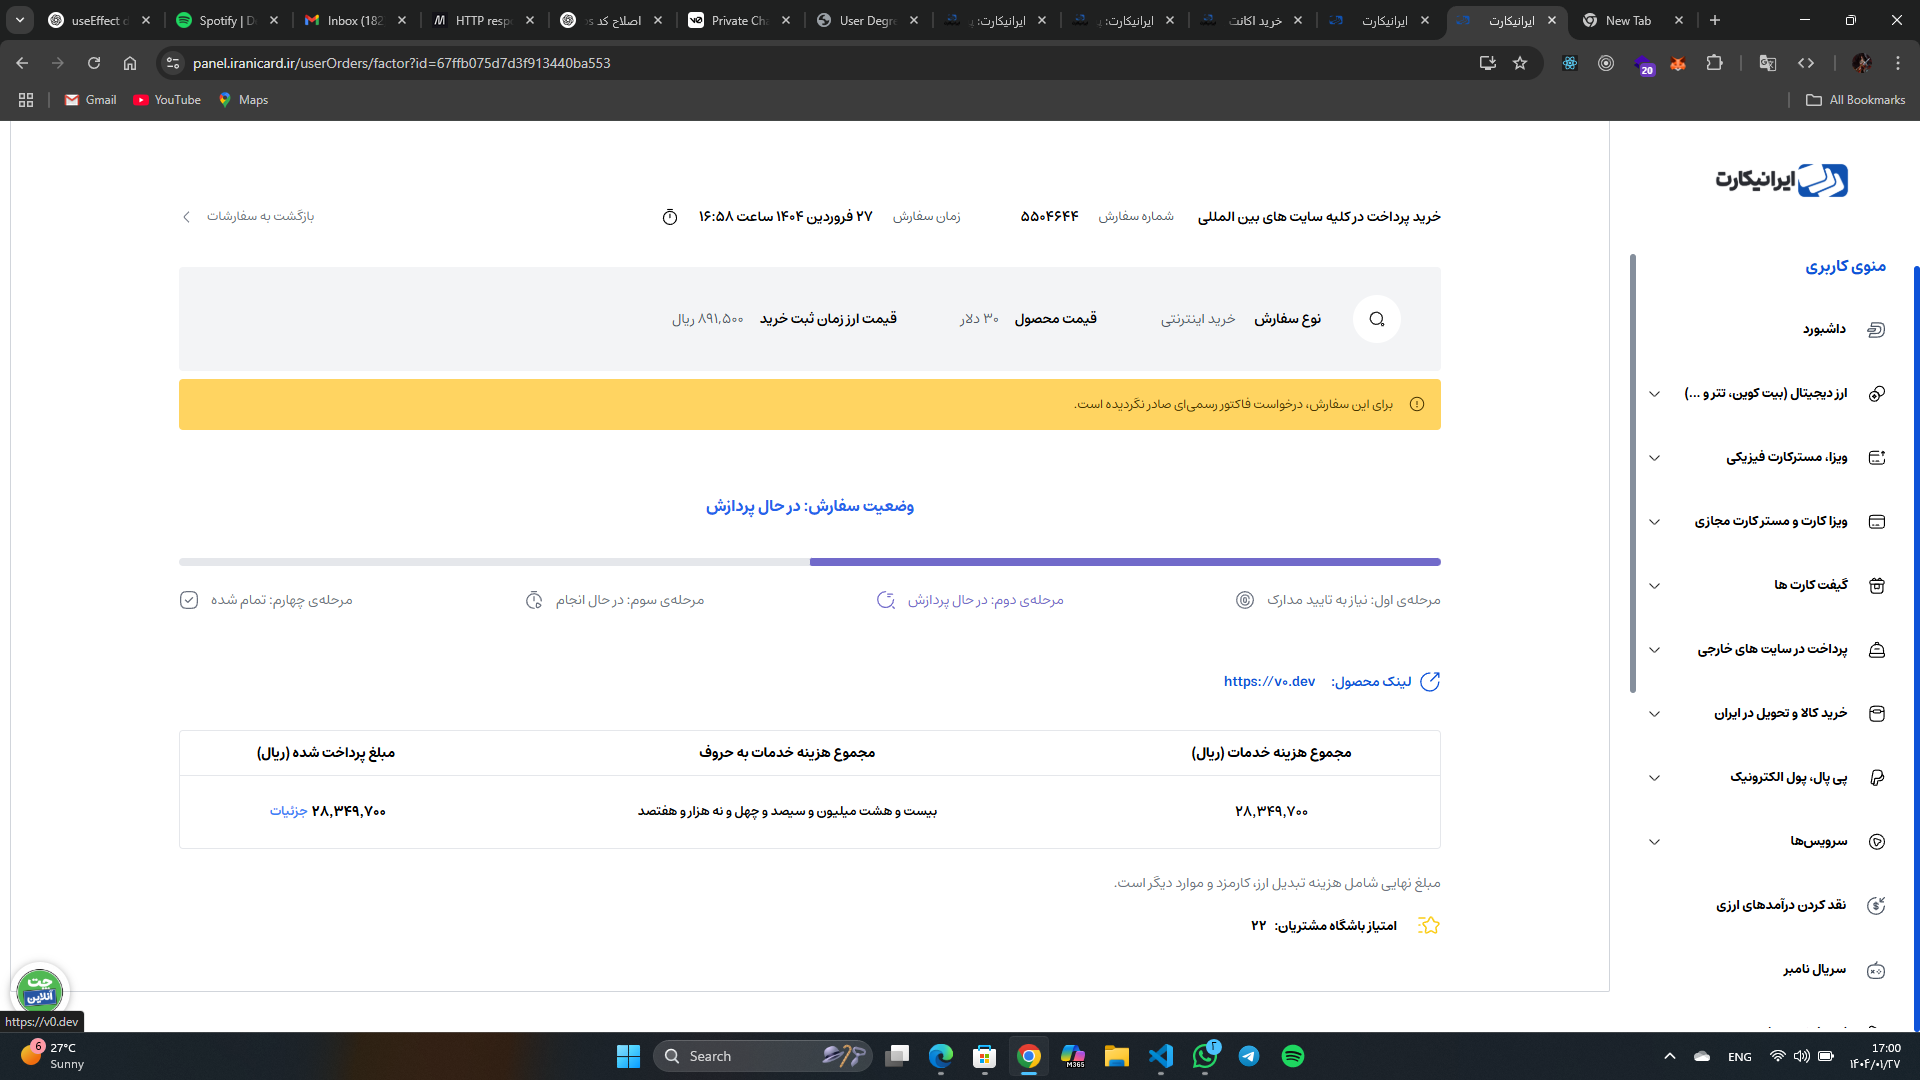 useEffect d
Spotify | D
Inbox (182
HTTP resp
اصلاح کد
Private Cha
User Degre
ایرانیکارت: پ
ایرانیکارت: پ
خرید اکانت
ایرانیکارت
ایرانیکارت
New Tab
panel.iranicard.ir/userOrders/factor?id=67ffb075d7d3f913440ba553
20
Gmail
YouTube
Maps
All Bookmarks
ایرانیکارت
خرید پرداخت در کلیه سایت های بین المللی شماره سفارش ۵۵۰۴۶۴۴ زمان سفارش ۲۷ فروردین ۱۴۰۴ ساعت ۱۶:۵۸
بازگشت به سفارشات
نوع سفارش خرید اینترنتی قیمت محصول ۳۰ دلار قیمت ارز زمان ثبت خرید ۸۹۱,۵۰۰ ریال
برای این سفارش، درخواست فاکتور رسمی‌ای صادر نگردیده است.
وضعیت سفارش: در حال پردازش
مرحله‌ی اول: نیاز به تایید مدارک
مرحله‌ی دوم: در حال پردازش
مرحله‌ی سوم: در حال انجام
مرحله‌ی چهارم: تمام شده
لینک محصول: https://v۰.dev
مجموع هزینه خدمات (ریال)
مجموع هزینه خدمات به حروف
مبلغ پرداخت شده (ریال)
۲۸,۳۴۹,۷۰۰
بیست و هشت میلیون و سیصد و چهل و نه هزار و هفتصد
۲۸,۳۴۹,۷۰۰ جزئیات
مبلغ نهایی شامل هزینه تبدیل ارز، کارمزد و موارد دیگر است.
امتیاز باشگاه مشتریان: ۲۲
منوی کاربری
داشبورد
ارز دیجیتال (بیت کوین، تتر و ...)
ویزا، مسترکارت فیزیکی
ویزا کارت و مستر کارت مجازی
گیفت کارت ها
پرداخت در سایت های خارجی
خرید کالا و تحویل در ایران
پی پال، پول الکترونیک
سرویس‌ها
نقد کردن درآمدهای ارزی
سریال نامبر
چت
آنلاین
https://v0.dev
6
27°C
Sunny
Search
M365
ENG
17:00
۱۴۰۴/۰۱/۲۷